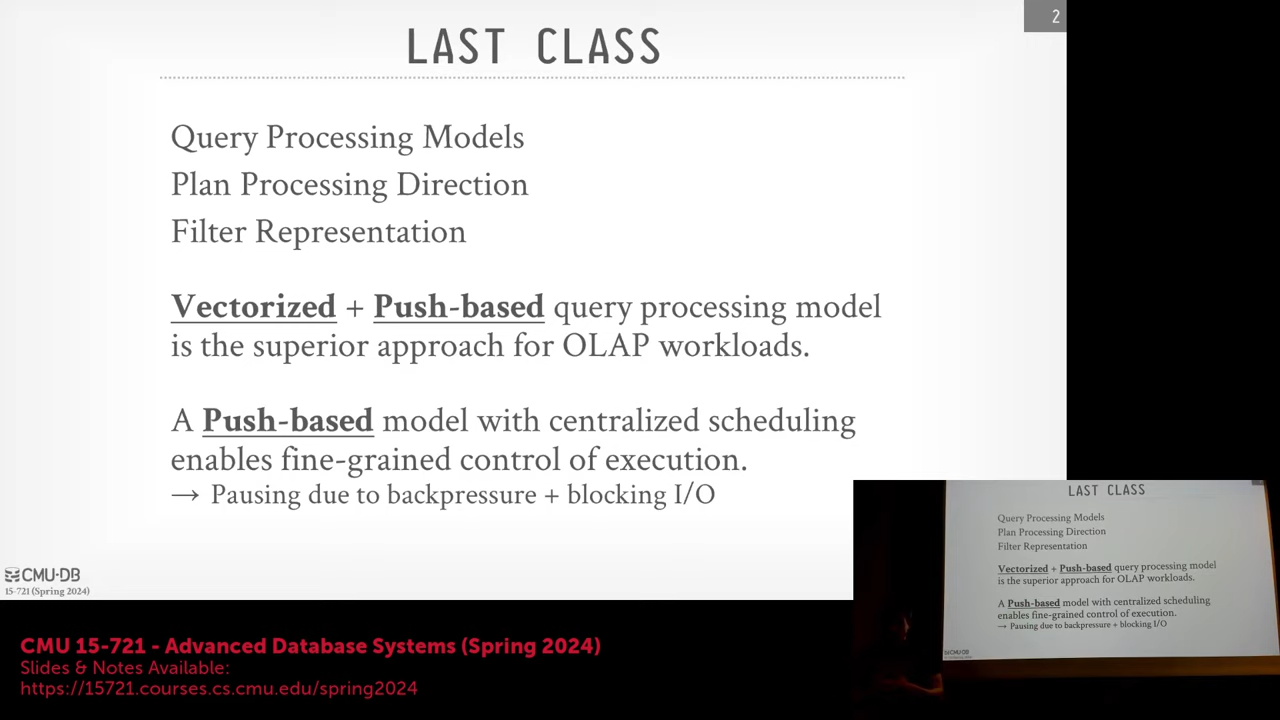 2
LAST CLASS
Query Processing Models
Plan Processing Direction
Filter Representation
Vectorized + Push-based query processing model
is the superior approach for OLAP workloads.
A Push-based model with centralized scheduling
enables fine-grained control of execution.
→ Pausing due to backpressure + blocking I/O
CMU·DB
15-721 (Spring 2024)
LAST CLASS
Query Processing Models
Plan Processing Direction
Filter Representation
Vectorized + Push-based query processing model
is the superior approach for OLAP workloads.
A Push-based model with centralized scheduling
enables fine-grained control of execution.
→ Pausing due to backpressure + blocking I/O
CMU·DB
CMU 15-721 - Advanced Database Systems (Spring 2024)
Slides & Notes Available:
https://15721.courses.cs.cmu.edu/spring2024